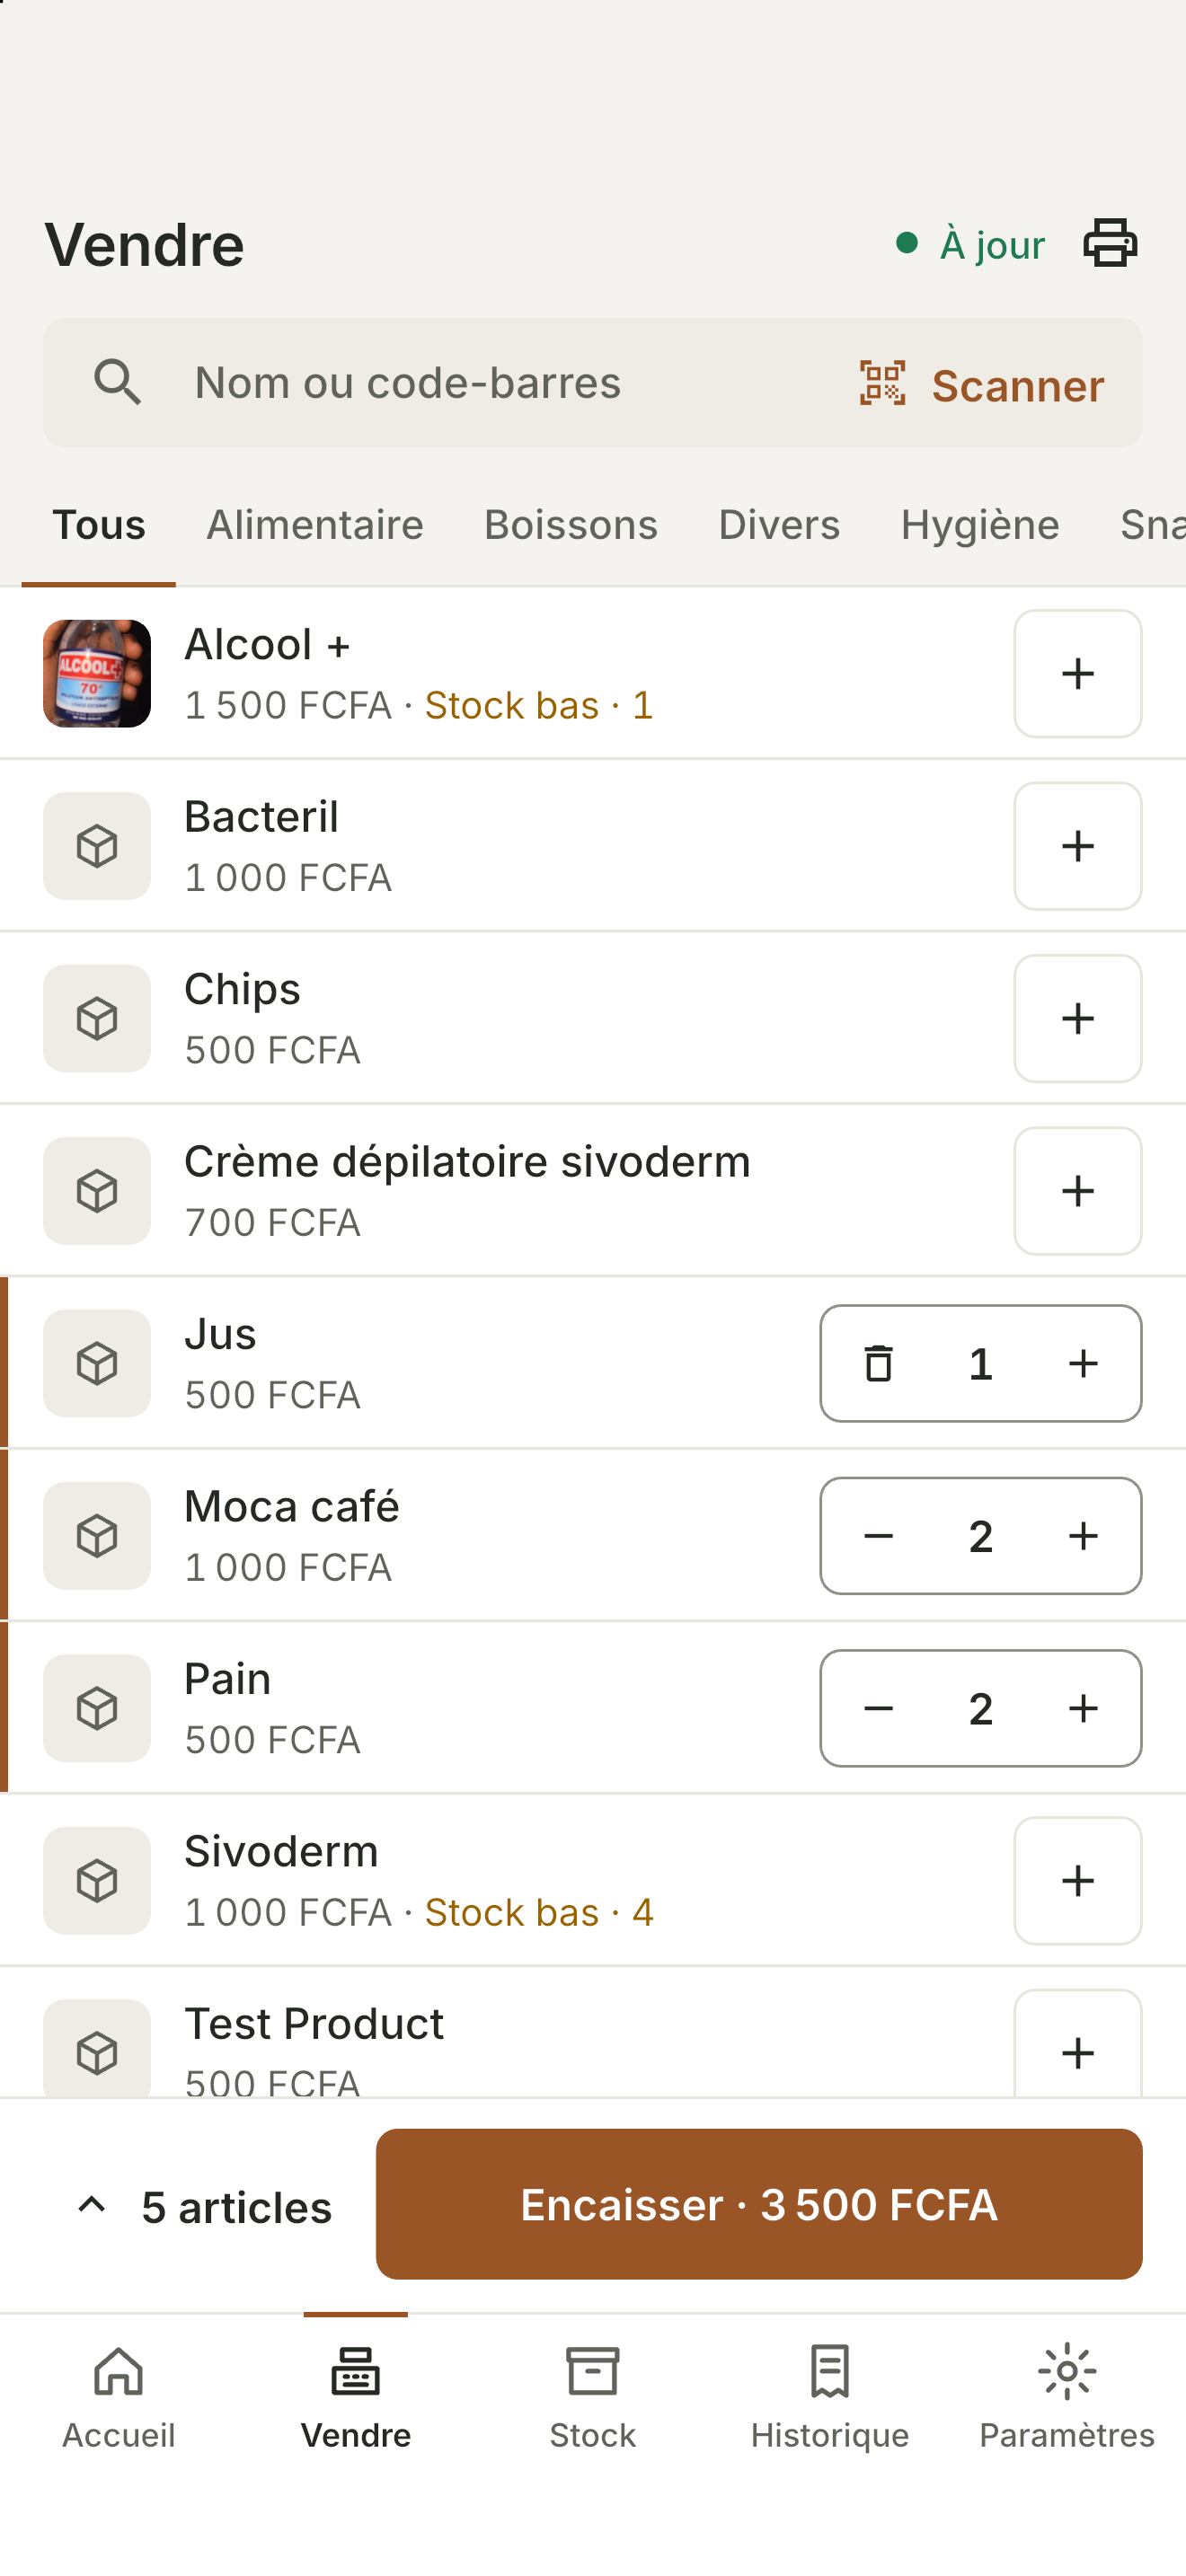 Vendre
À jour
Nom ou code-barres
Scanner
Tous Alimentaire Boissons Divers Hygiène Sna
ALCOOL+
70°
Alcool +
1 500 FCFA · Stock bas · 1
Bacteril
1 000 FCFA
Chips
500 FCFA
Crème dépilatoire sivoderm
700 FCFA
Jus
500 FCFA
1
Moca café
1 000 FCFA
2
Pain
500 FCFA
2
Sivoderm
1 000 FCFA · Stock bas · 4
Test Product
500 FCFA
5 articles
Encaisser · 3 500 FCFA
Accueil Vendre Stock Historique Paramètres